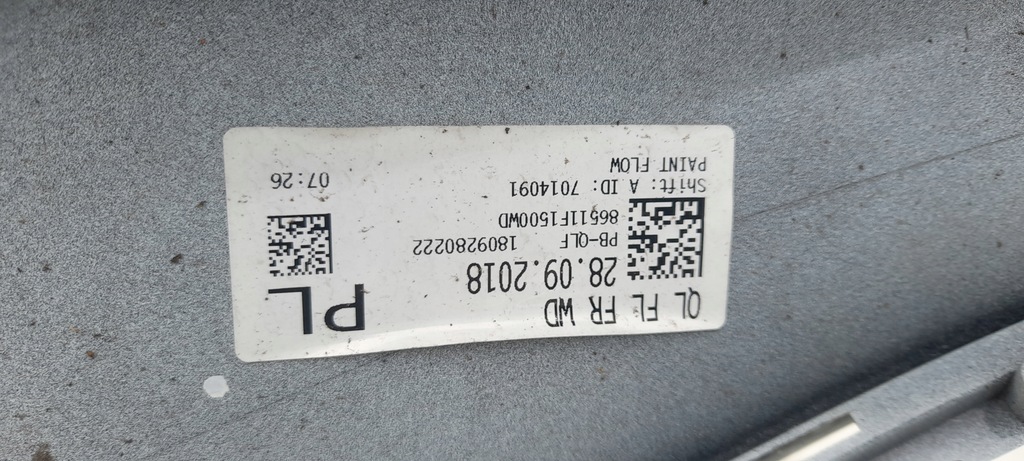 QL FL FR WD
PL
28.09.2018
PB-QLF 1809280222
86511F1500WD
Shift: A ID: 7014091
07:26
PAINT FLOW